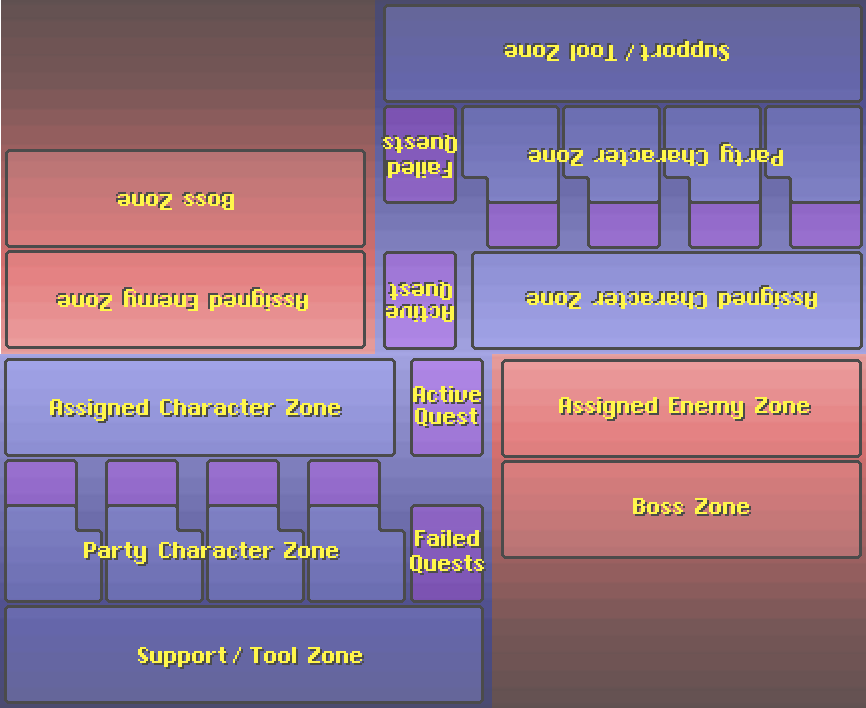 Support / Tool Zone
Failed
Quests
Party Character Zone
Boss Zone
Assigned Enemy Zone
Active
Quest
Assigned Character Zone
Assigned Character Zone
Active
Quest
Assigned Enemy Zone
Boss Zone
Party Character Zone
Failed
Quests
Support / Tool Zone